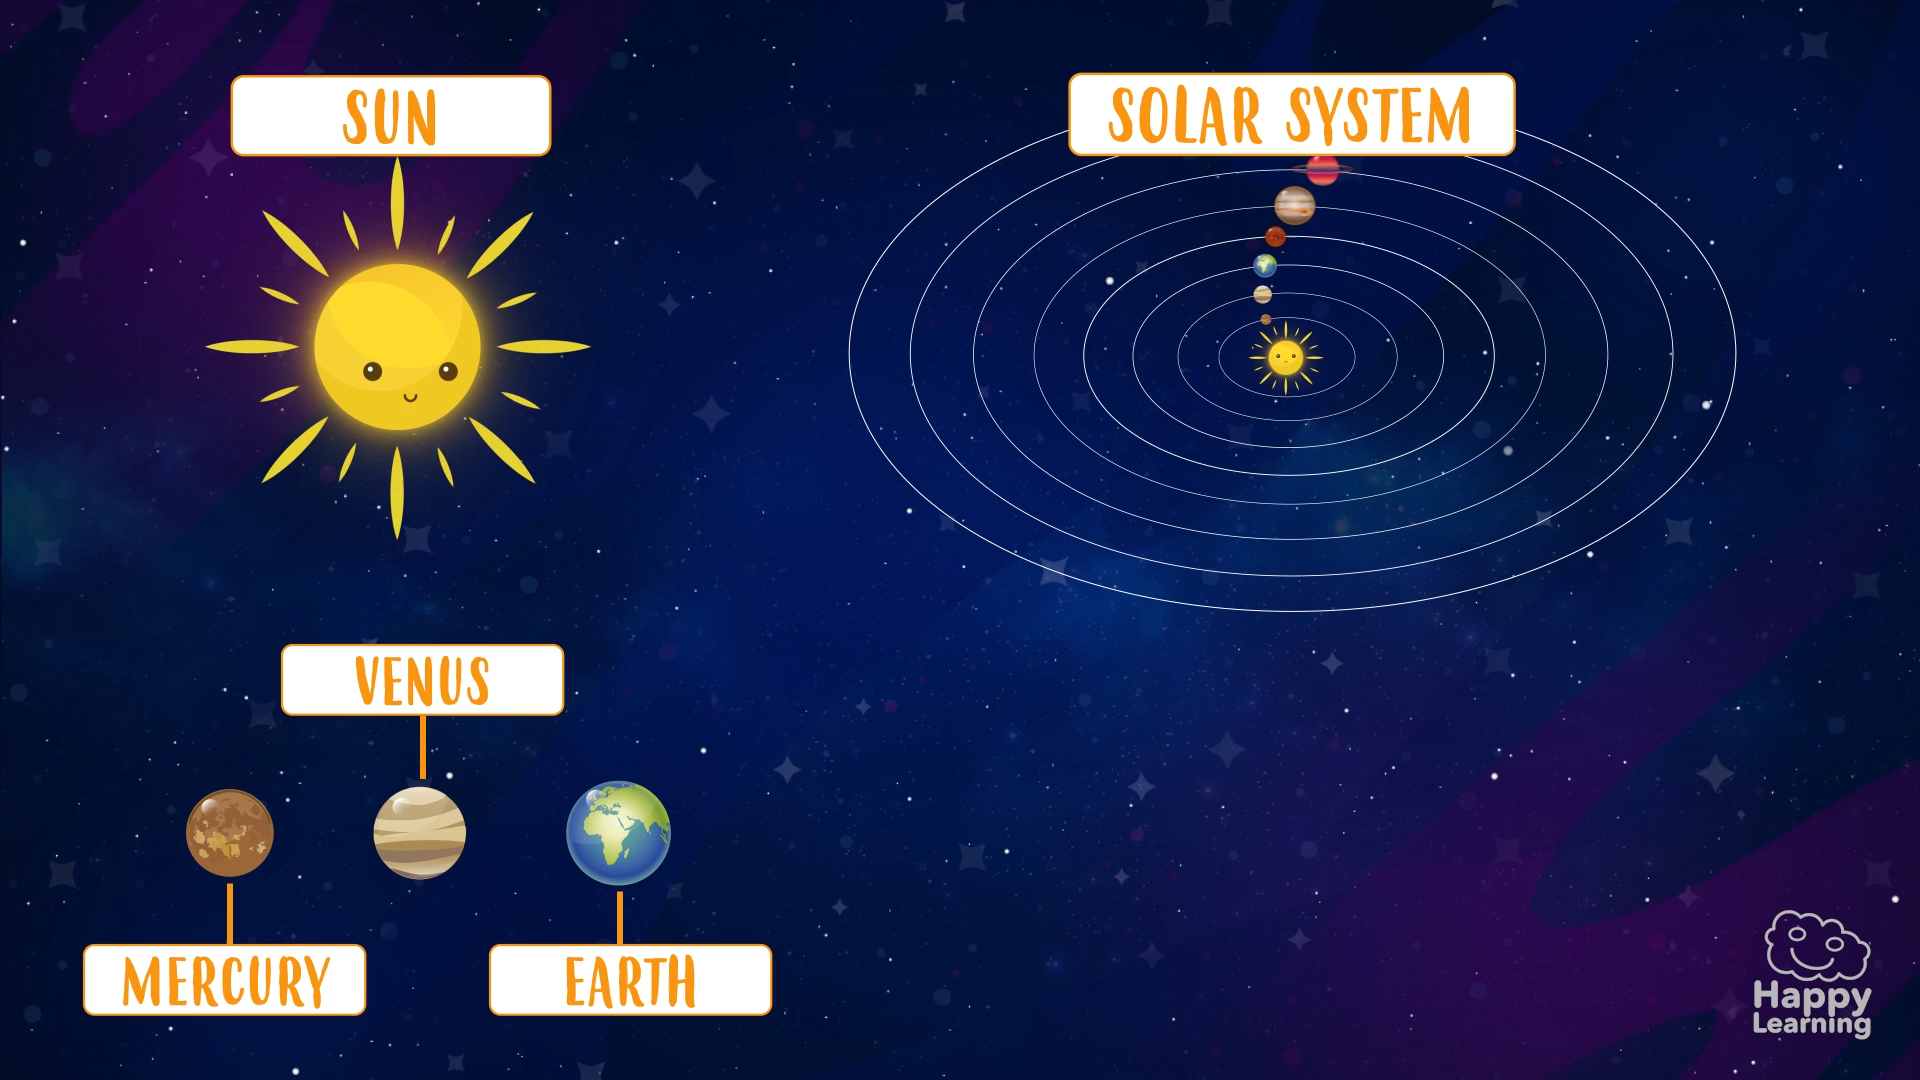 SUN
SOLAR SYSTEM
VENUS
MERCURY
EARTH
Happy
Learning